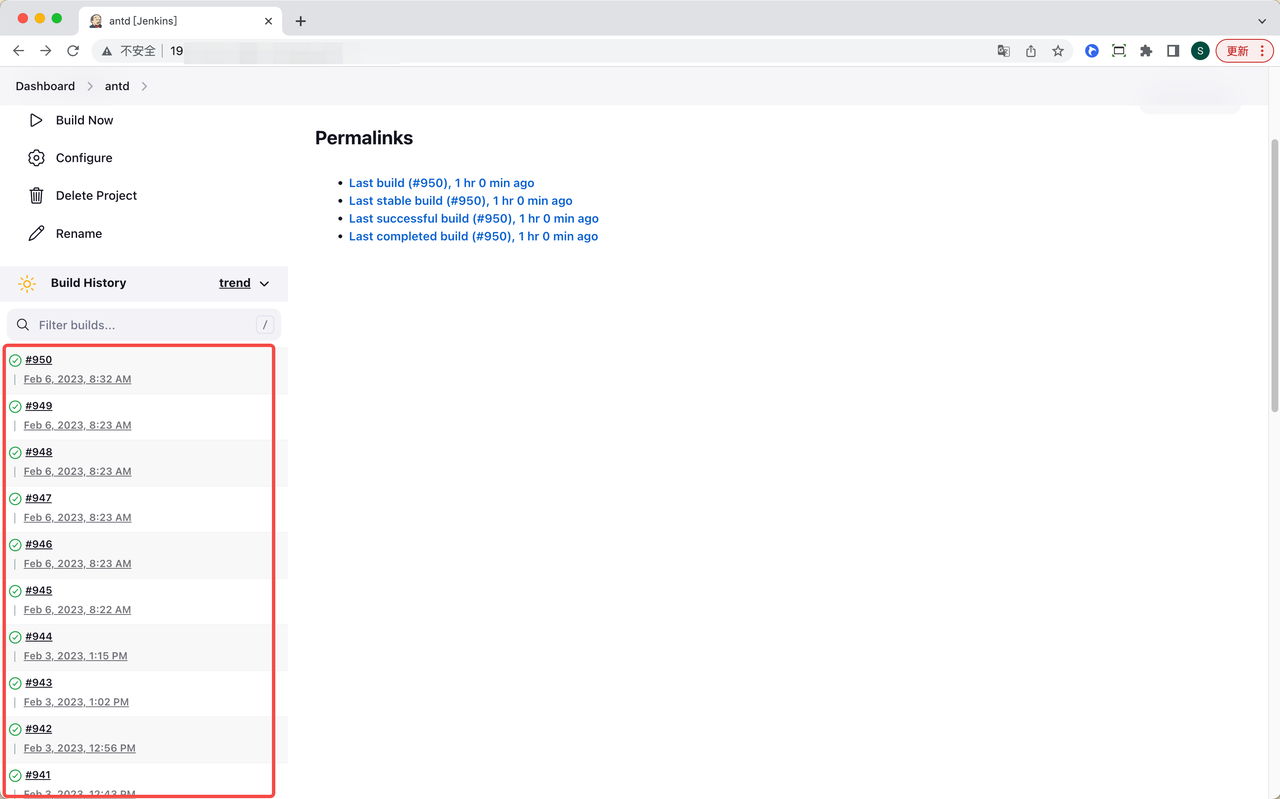 antd [Jenkins]
不安全 19
S
更新
Dashboard antd
Build Now
Configure
Delete Project
Rename
Build History trend
Filter builds... /
#950
Feb 6, 2023, 8:32 AM
#949
Feb 6, 2023, 8:23 AM
#948
Feb 6, 2023, 8:23 AM
#947
Feb 6, 2023, 8:23 AM
#946
Feb 6, 2023, 8:23 AM
#945
Feb 6, 2023, 8:22 AM
#944
Feb 3, 2023, 1:15 PM
#943
Feb 3, 2023, 1:02 PM
#942
Feb 3, 2023, 12:56 PM
#941
Feb 3, 2023, 12:43 PM
Permalinks
Last build (#950), 1 hr 0 min ago
Last stable build (#950), 1 hr 0 min ago
Last successful build (#950), 1 hr 0 min ago
Last completed build (#950), 1 hr 0 min ago